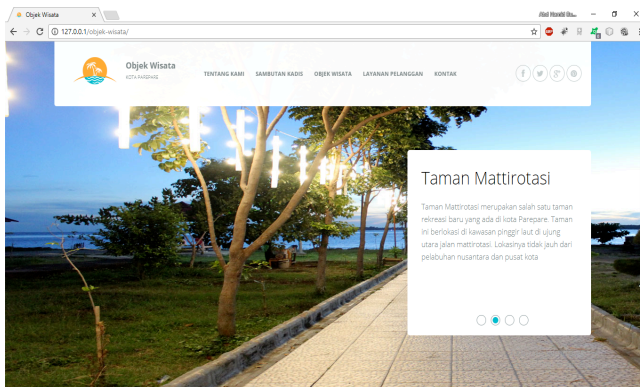 Objek Wisata
127.0.0.1/objek-wisata/
Objek Wisata
KOTA PAREPARE
TENTANG KAMI SAMBUTAN KADIS OBJEK WISATA LAYANAN PELANGGAN KONTAK
Taman Mattirotasi
Taman Mattirotasi merupakan salah satu taman
rekreasi baru yang ada di kota Parepare. Taman
ini berlokasi di kawasan pinggir laut di ujung
utara jalan mattirotasi. Lokasinya tidak jauh dari
pelabuhan nusantara dan pusat kota